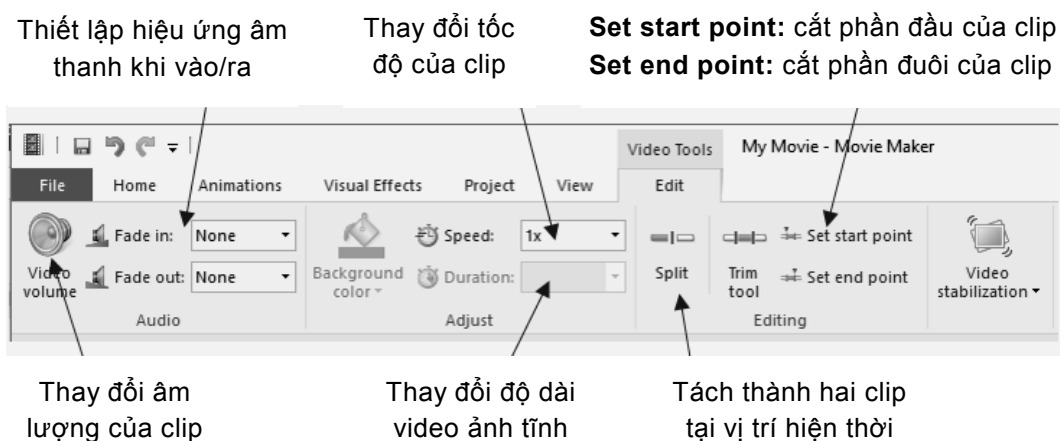 Thiết lập hiệu ứng âm
thanh khi vào/ra
Thay đổi tốc
độ của clip
Set start point: cắt phần đầu của clip
Set end point: cắt phần đuôi của clip
Video Tools
My Movie - Movie Maker
File
Home
Animations
Visual Effects
Project
View
Edit
Video
volume
Fade in:
None
Fade out:
None
Audio
Background
color
Speed:
1x
Duration:
Adjust
Split
Trim
tool
Set start point
Set end point
Editing
Video
stabilization
Thay đổi âm
lượng của clip
Thay đổi độ dài
video ảnh tĩnh
Tách thành hai clip
tại vị trí hiện thời